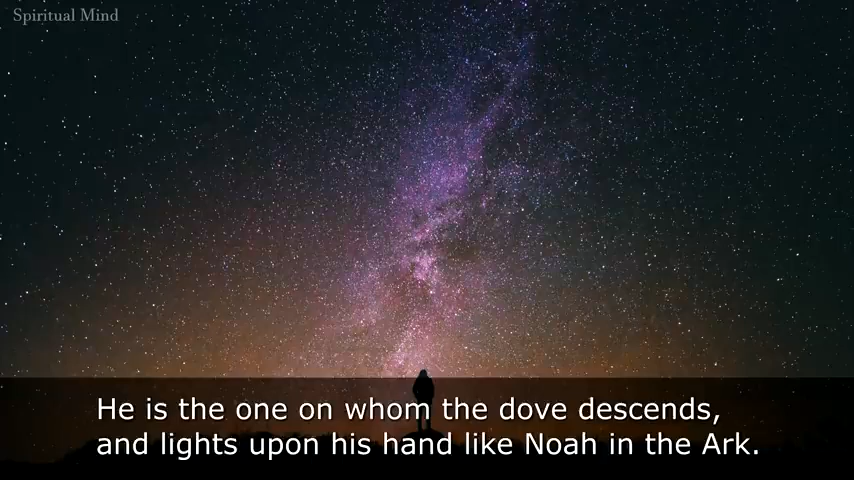 Spiritual Mind
He is the one on whom the dove descends,
and lights upon his hand like Noah in the Ark.